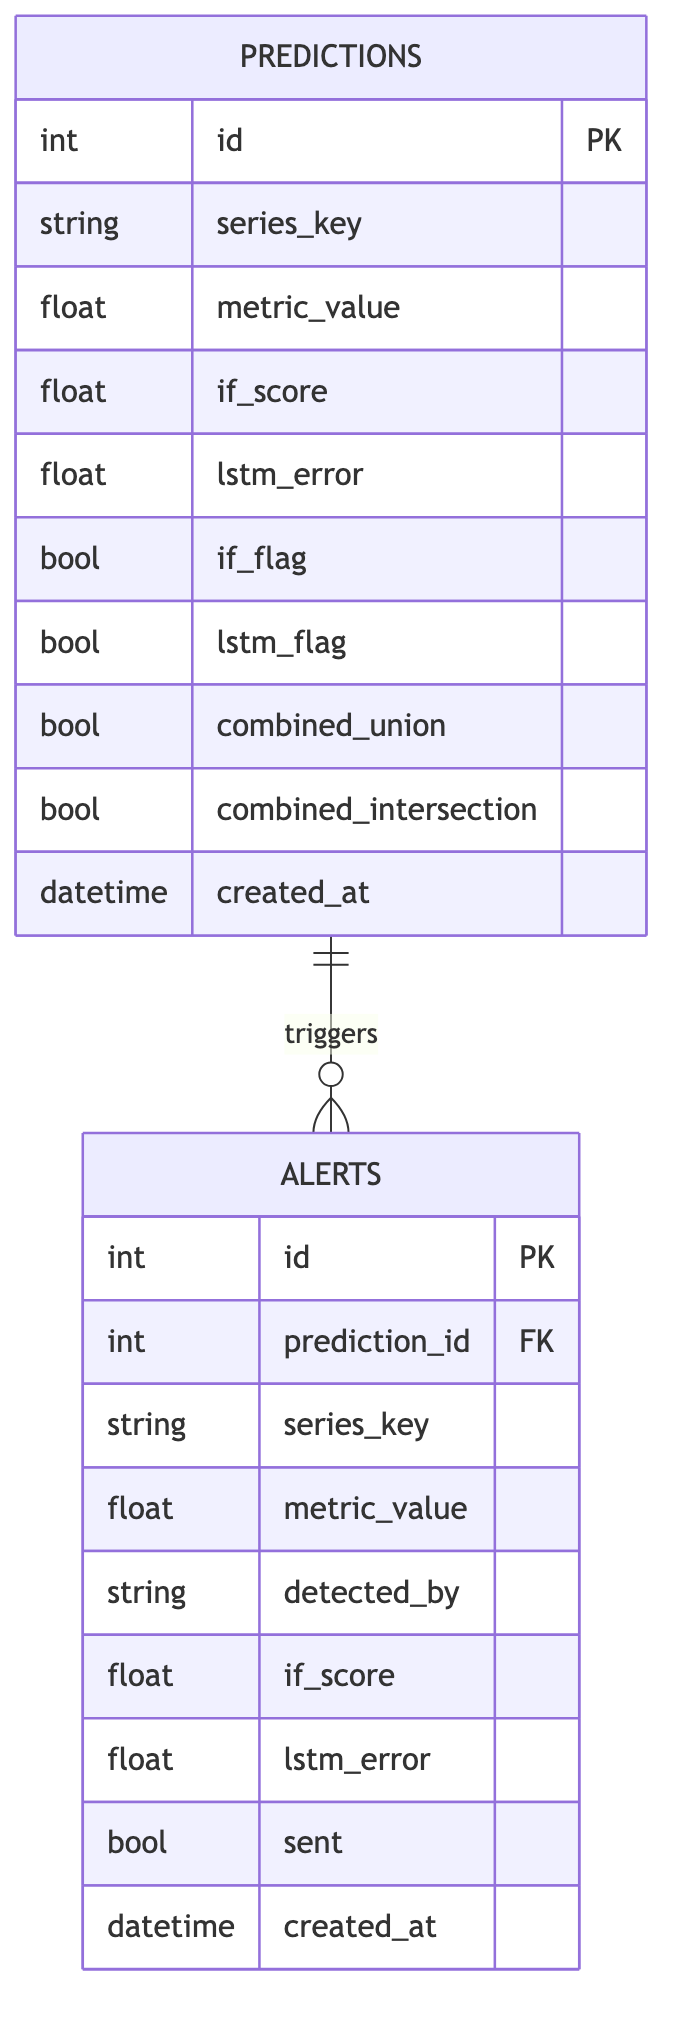 PREDICTIONS
int id PK
string series_key
float metric_value
float if_score
float lstm_error
bool if_flag
bool lstm_flag
bool combined_union
bool combined_intersection
datetime created_at
triggers
ALERTS
int id PK
int prediction_id FK
string series_key
float metric_value
string detected_by
float if_score
float lstm_error
bool sent
datetime created_at